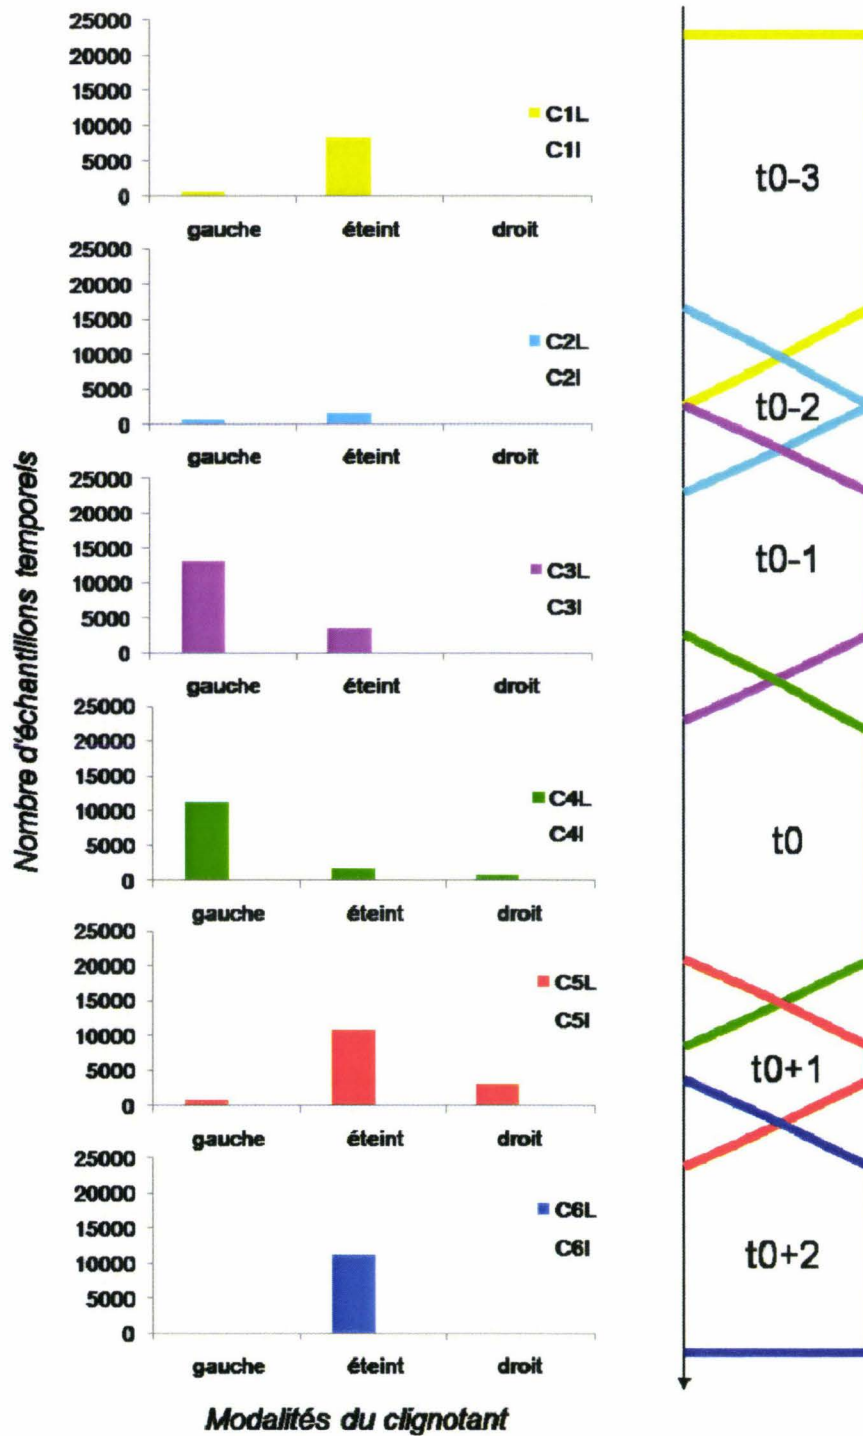 Nombre d'échantillons temporels
25000
20000
15000
10000
5000
0
gauche éteint droit
C1L
C1I
25000
20000
15000
10000
5000
0
gauche éteint droit
C2L
C2I
25000
20000
15000
10000
5000
0
gauche éteint droit
C3L
C3I
25000
20000
15000
10000
5000
0
gauche éteint droit
C4L
C4I
25000
20000
15000
10000
5000
0
gauche éteint droit
C5L
C5I
25000
20000
15000
10000
5000
0
gauche éteint droit
C6L
C6I
Modalités du clignotant
t0-3
t0-2
t0-1
t0
t0+1
t0+2